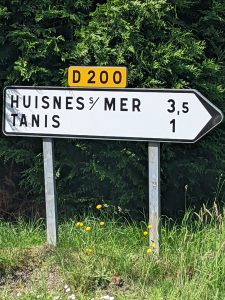 D 200
HUISNES S/ MER 3,5
TANIS 1